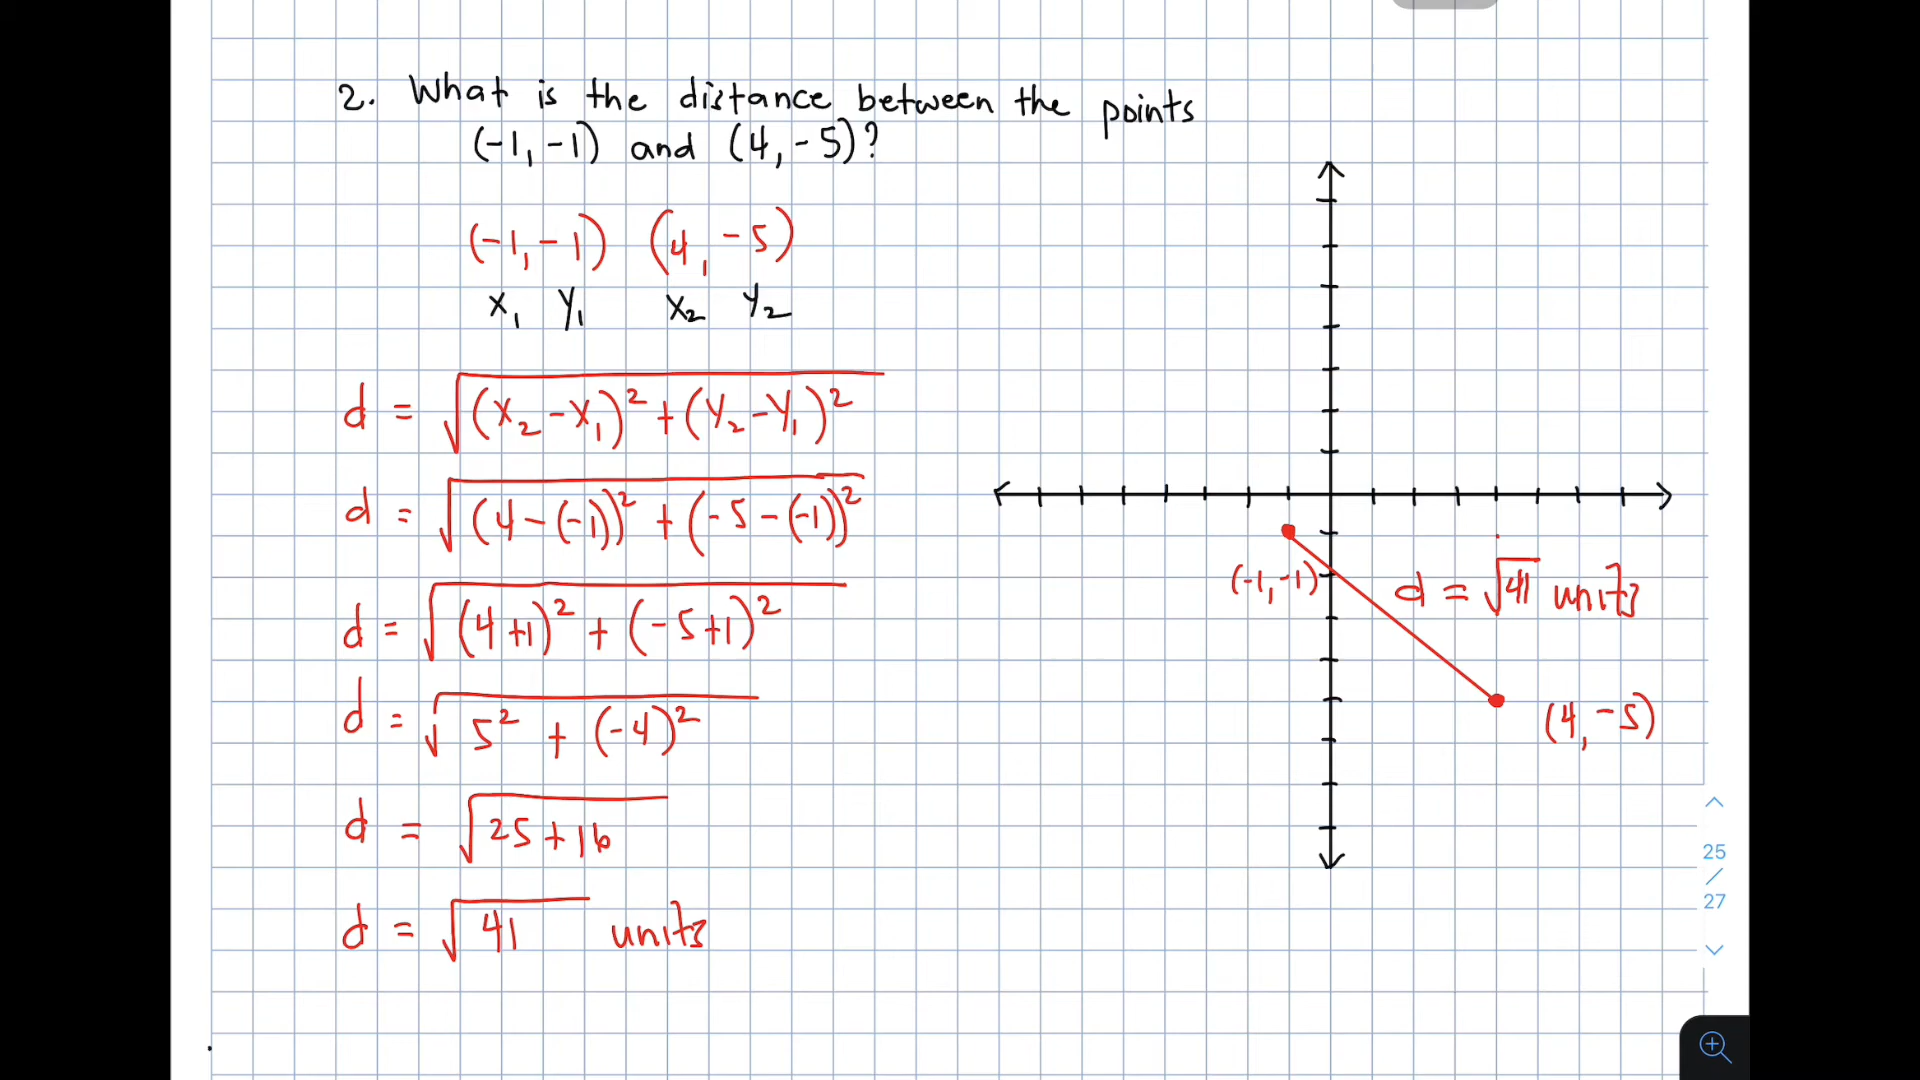 2. What is the distance between the points
(-1, -1) and (4, -5)?
(-1, -1) (4, -5)
x₁ y₁ x₂ y₂
d = √(x₂-x₁)² + (y₂-y₁)²
d = √(4-(-1))² + (-5-(-1))²
d = √(4+1)² + (-5+1)²
d = √5² + (-4)²
d = √25+16
d = √41 units
(-1, -1)
d = √41 units
(4, -5)
25
/
27